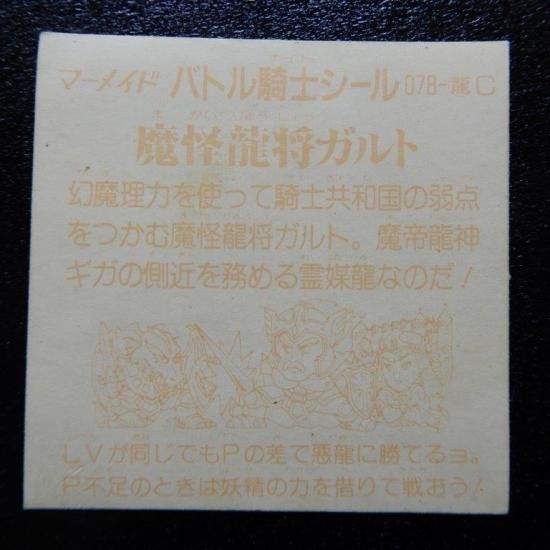 マーメイド バトル騎士シール 078-龍C
魔怪龍将ガルト
幻魔理力を使って騎士共和国の弱点
をつかむ魔怪龍将ガルト。魔帝龍神
ギガの側近を務める霊媒龍なのだ！
LVが同じでもPの差で悪龍に勝てるヨ。
P不足のときは妖精の力を借りて戦おう！